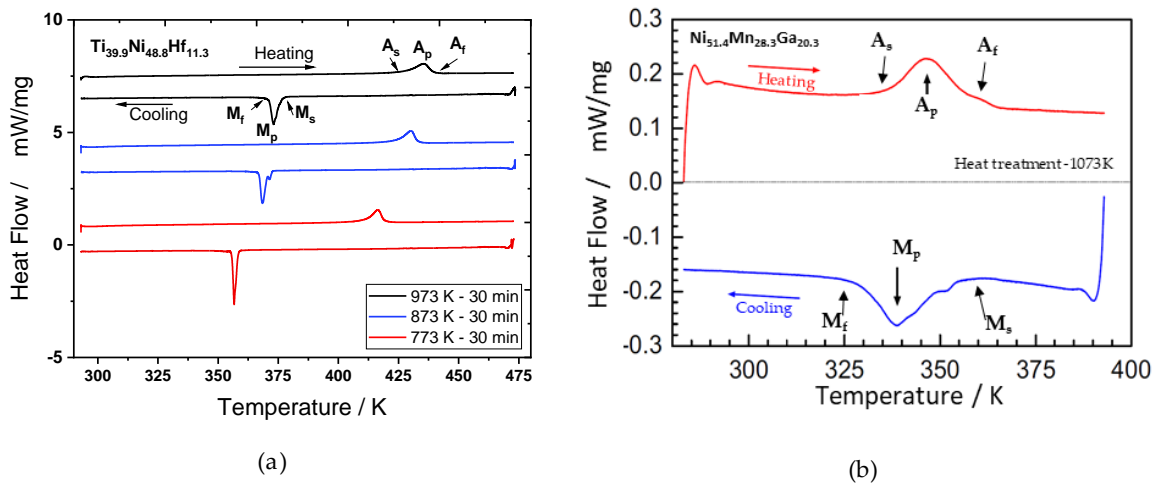 Ti39.9Ni48.8Hf11.3
Heating
As
Ap
Af
Cooling
Mf
Mp
Ms
973 K - 30 min
873 K - 30 min
773 K - 30 min
10
5
0
-5
300 325 350 375 400 425 450 475
Heat Flow / mW/mg
Temperature / K
(a)
Ni51.4Mn28.3Ga20.3
Heating
As
Af
Ap
Heat treatment -1073K
Mp
Cooling
Mf
Ms
0.3
0.2
0.1
0.0
-0.1
-0.2
-0.3
300 325 350 375 400
Heat Flow / mW/mg
Temperature / K
(b)